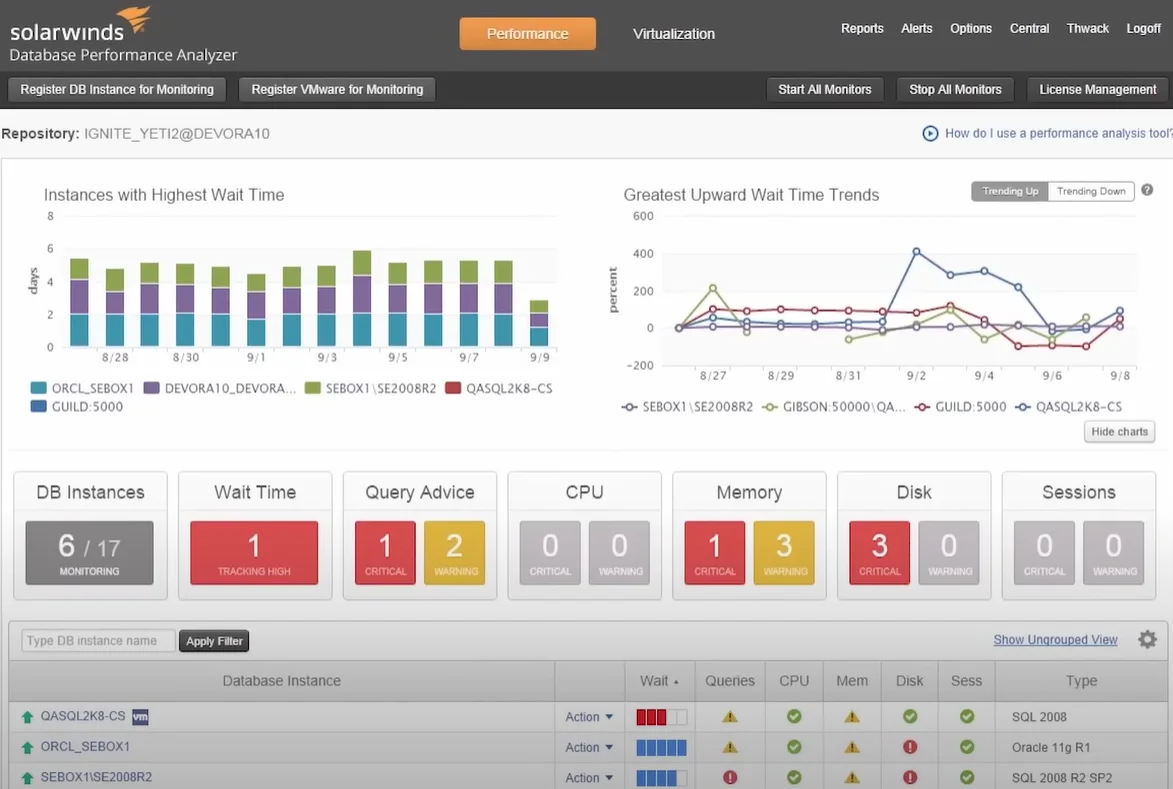 solarwinds
Database Performance Analyzer
Performance
Virtualization
Reports Alerts Options Central Thwack Logoff
Register DB Instance for Monitoring Register VMware for Monitoring
Start All Monitors Stop All Monitors License Management
Repository: IGNITE_YETI2@DEVORA10
How do I use a performance analysis tool?
Instances with Highest Wait Time
8
6
4
2
0
days
8/28 8/30 9/1 9/3 9/5 9/7 9/9
ORCL_SEBOX1 DEVORA10_DEVORA... SEBOX1\SE2008R2 QASQL2K8-CS
GUILD:5000
Greatest Upward Wait Time Trends
Trending Up Trending Down ?
600
400
200
0
-200
percent
8/27 8/29 8/31 9/2 9/4 9/6 9/8
SEBOX1\SE2008R2 GIBSON:50000\QA... GUILD:5000 QASQL2K8-CS
Hide charts
DB Instances
6 / 17
MONITORING
Wait Time
1
TRACKING HIGH
Query Advice
1 2
CRITICAL WARNING
CPU
0 0
CRITICAL WARNING
Memory
1 3
CRITICAL WARNING
Disk
3 0
CRITICAL WARNING
Sessions
0 0
CRITICAL WARNING
Type DB instance name Apply Filter
Show Ungrouped View
Database Instance Wait Queries CPU Mem Disk Sess Type
QASQL2K8-CS vm Action SQL 2008
ORCL_SEBOX1 Action Oracle 11g R1
SEBOX1\SE2008R2 Action SQL 2008 R2 SP2